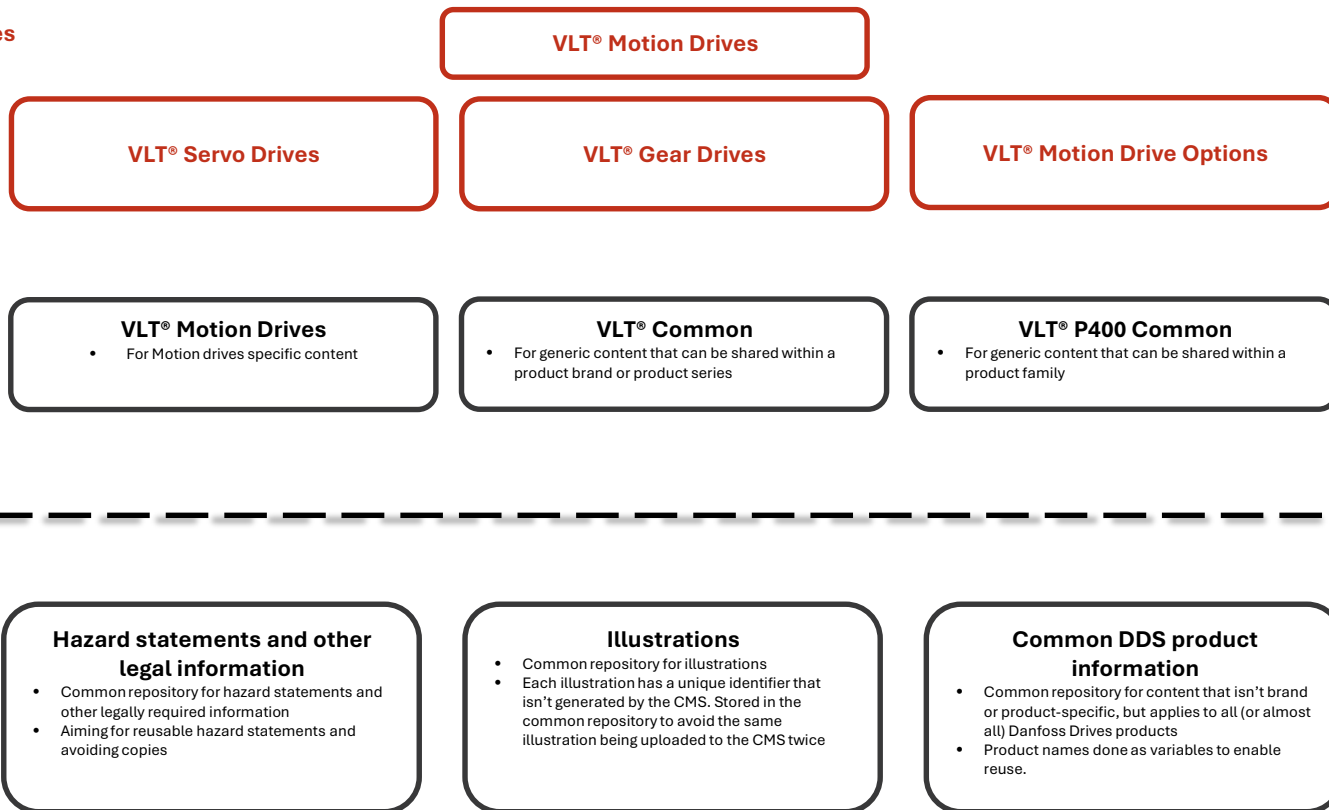 es
VLT® Motion Drives
VLT® Servo Drives
VLT® Gear Drives
VLT® Motion Drive Options
VLT® Motion Drives
• For Motion drives specific content
VLT® Common
• For generic content that can be shared within a
product brand or product series
VLT® P400 Common
• For generic content that can be shared within a
product family
Hazard statements and other
legal information
• Common repository for hazard statements and
other legally required information
• Aiming for reusable hazard statements and
avoiding copies
Illustrations
• Common repository for illustrations
• Each illustration has a unique identifier that
isn’t generated by the CMS. Stored in the
common repository to avoid the same
illustration being uploaded to the CMS twice
Common DDS product
information
• Common repository for content that isn’t brand
or product-specific, but applies to all (or almost
all) Danfoss Drives products
• Product names done as variables to enable
reuse.